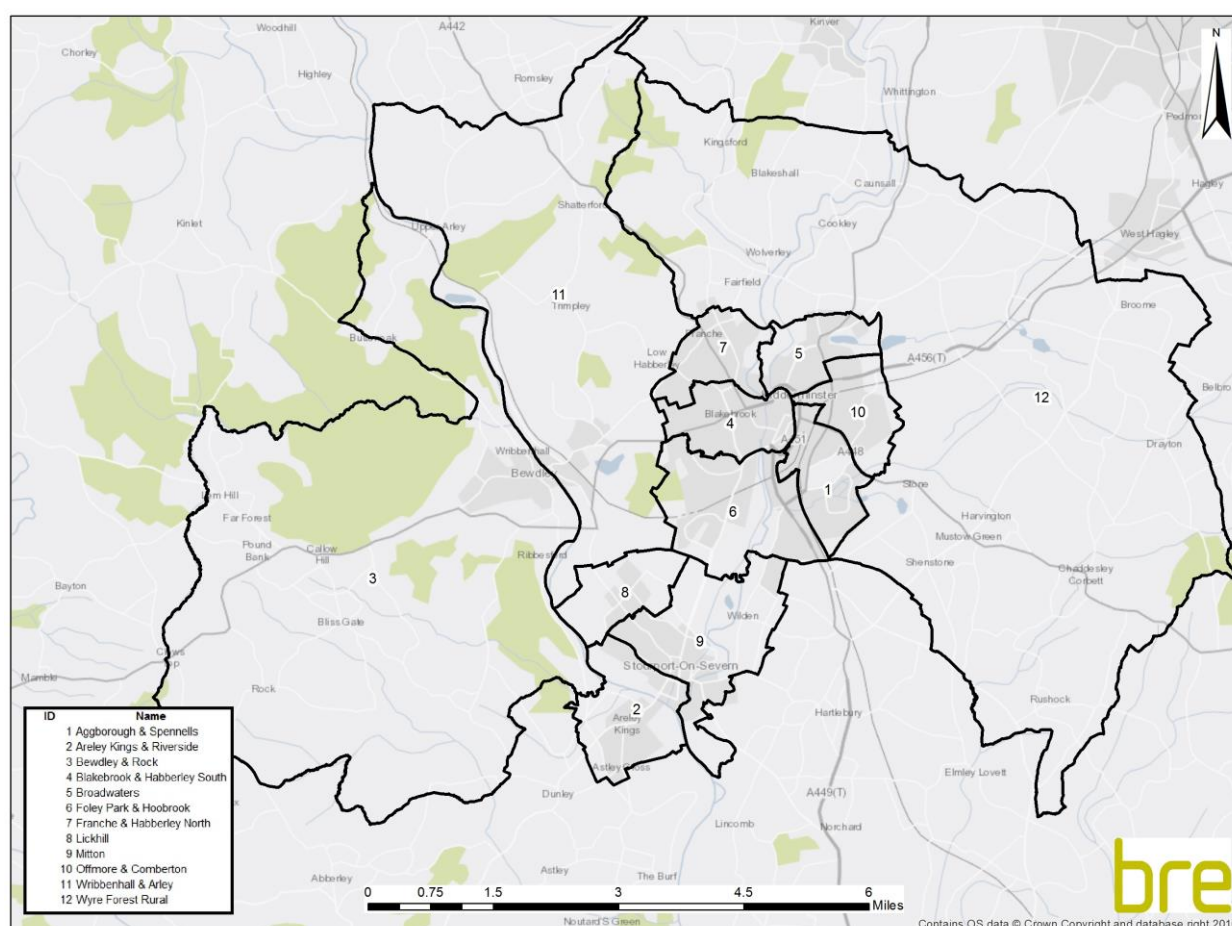 Woodhill
A442
Kinver
Chorley
Highley
Romsley
Whittington
N
Kingsford
Blakeshall
Caunsall
Hagley
Kinlet
Upper Arley
Shatterford
Cookley
West Hagley
Wolverley
Fairfield
11
Trimpley
Broome
7
5
A456(T)
Low
Habberley
12
10
Blakebrook
4
Drayton
Wribbenhall
Bewdley
A448
Stone
1
Far Forest
6
Harvington
Mustow Green
Pound
Bank
Callow
Hill
Ribbesford
Shenstone
Chaddesley
Corbett
3
Bayton
8
Wilden
Bliss Gate
9
Stourport-On-Severn
Mamble
Rock
2
Areley
Kings
Hartlebury
Rushock
Astley Cross
Elmley Lovett
Dunley
A449(T)
Lincomb
Norchard
Abberley
Astley
The Burf
Noutard'S Green
ID Name
1 Aggborough & Spennells
2 Areley Kings & Riverside
3 Bewdley & Rock
4 Blakebrook & Habberley South
5 Broadwaters
6 Foley Park & Hoobrook
7 Franche & Habberley North
8 Lickhill
9 Mitton
10 Offmore & Comberton
11 Wribbenhall & Arley
12 Wyre Forest Rural
0 0.75 1.5 3 4.5 6
Miles
bre
Contains OS data © Crown Copyright and database right